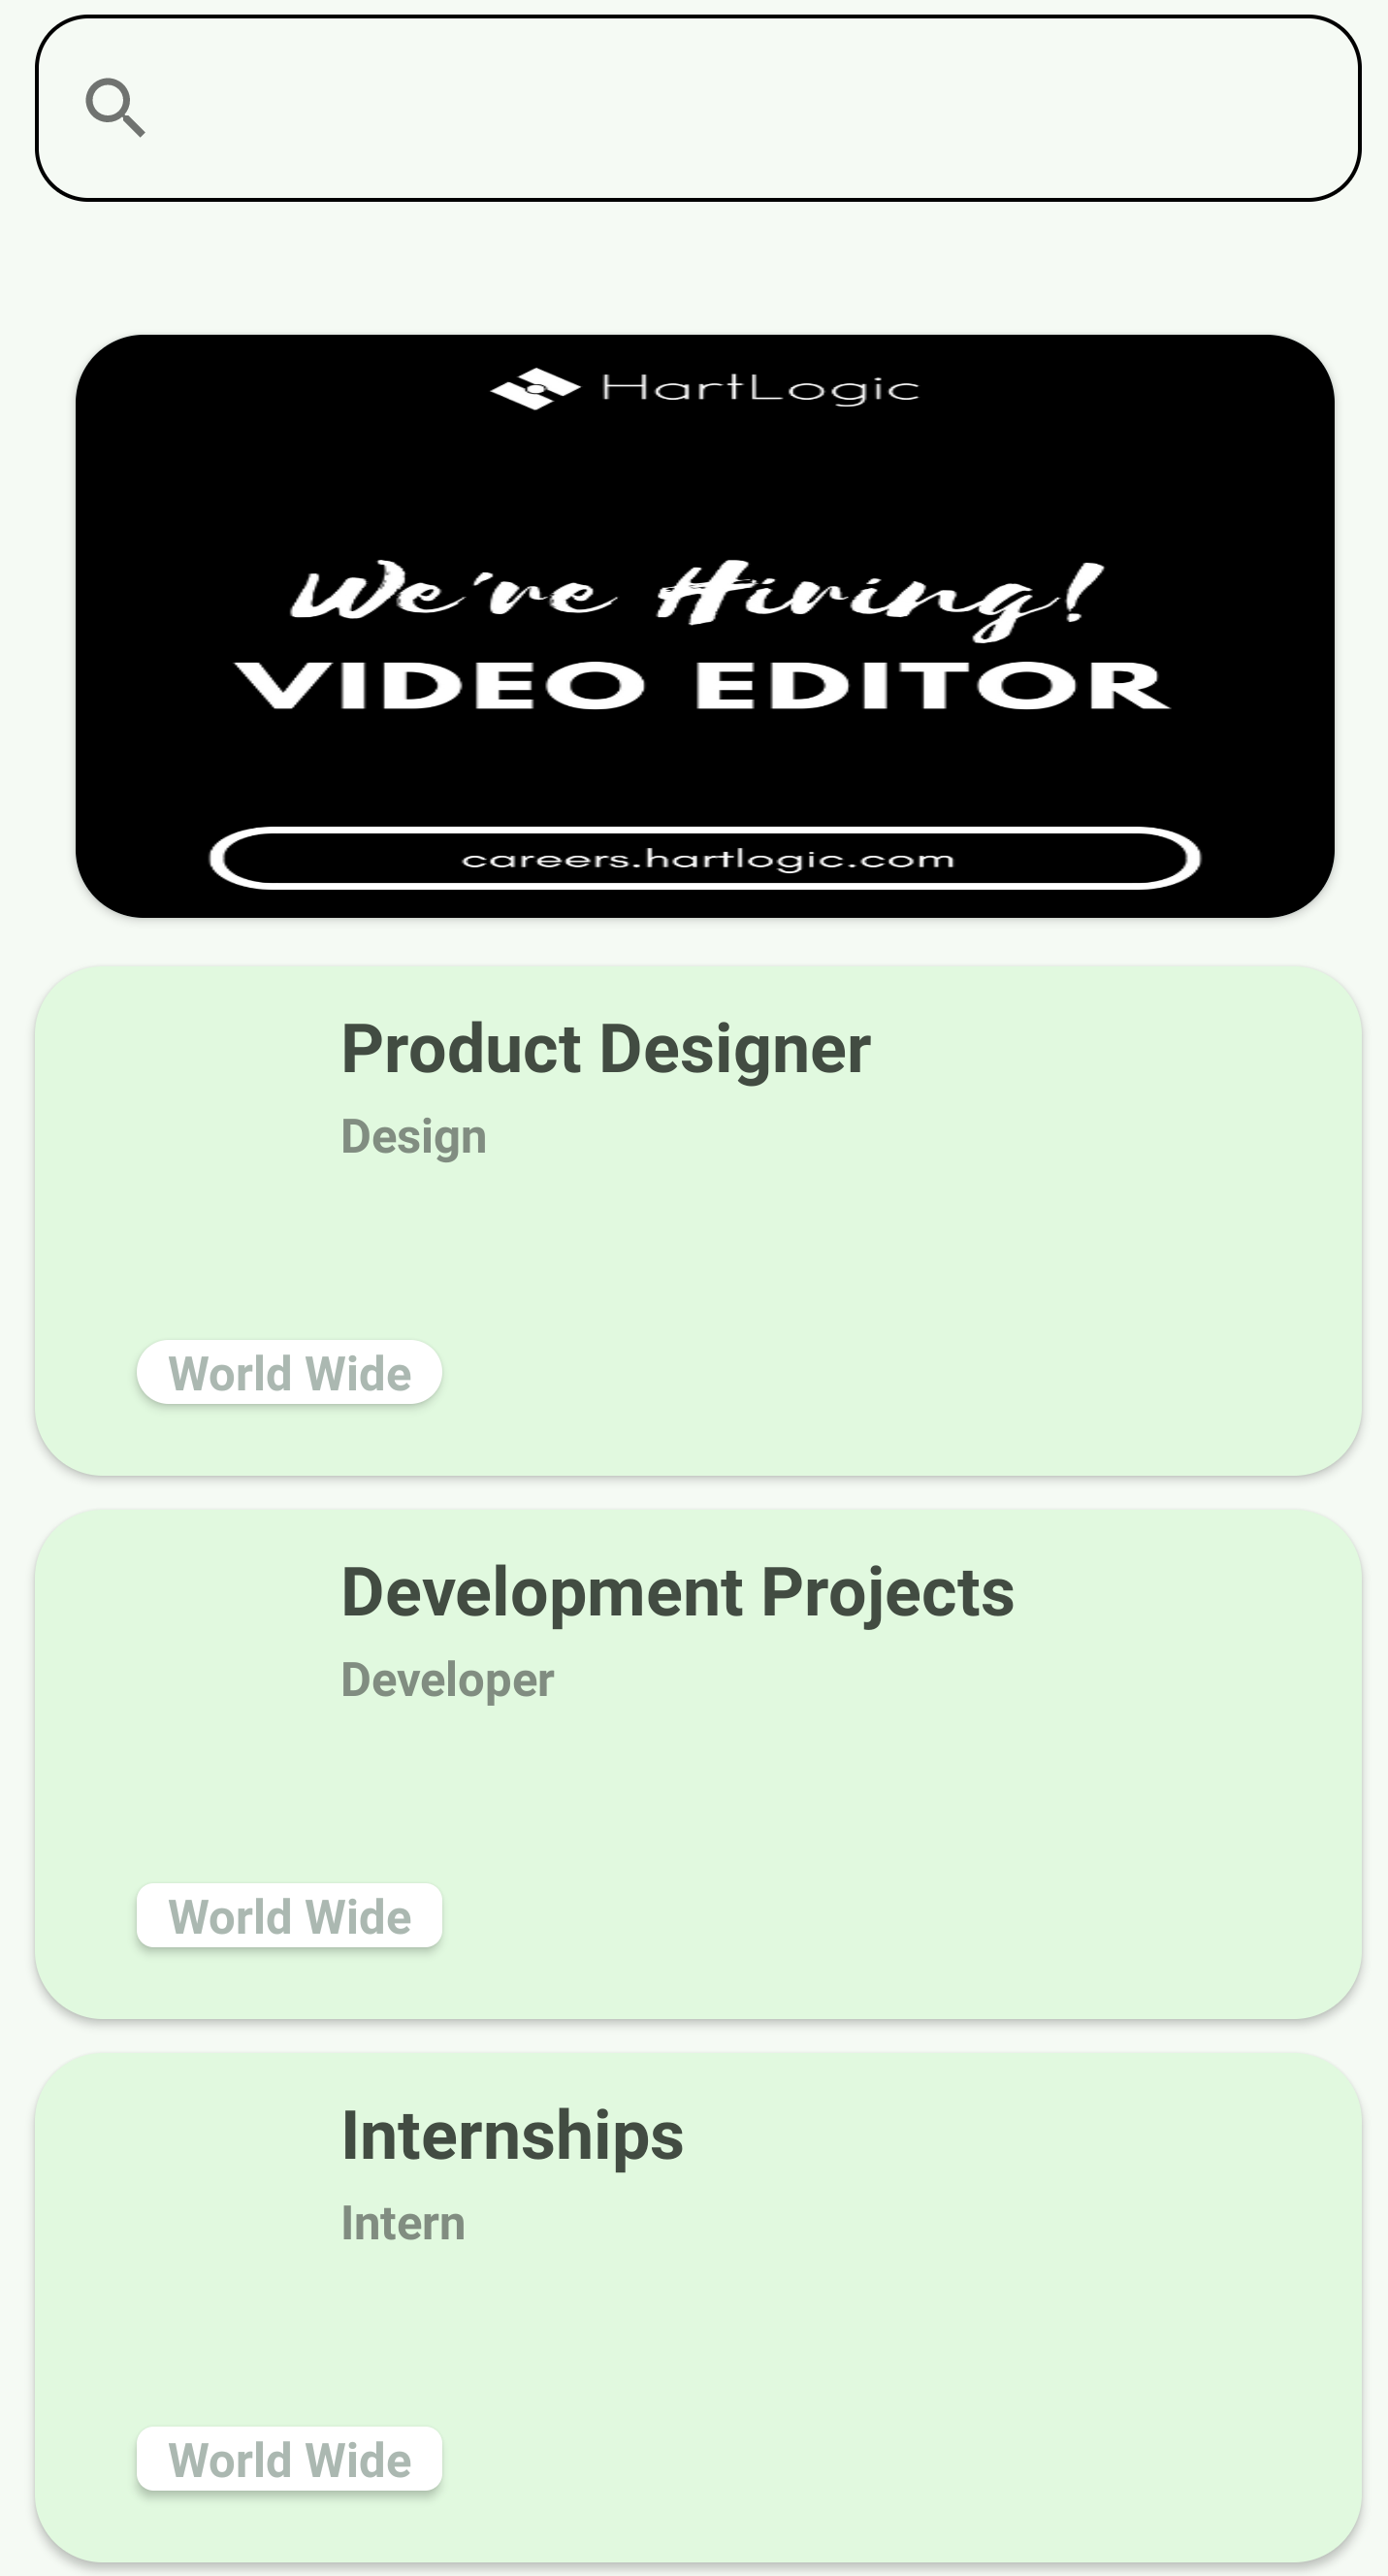 HartLogic
We're Hiring!
VIDEO EDITOR
careers.hartlogic.com
Product Designer
Design
World Wide
Development Projects
Developer
World Wide
Internships
Intern
World Wide